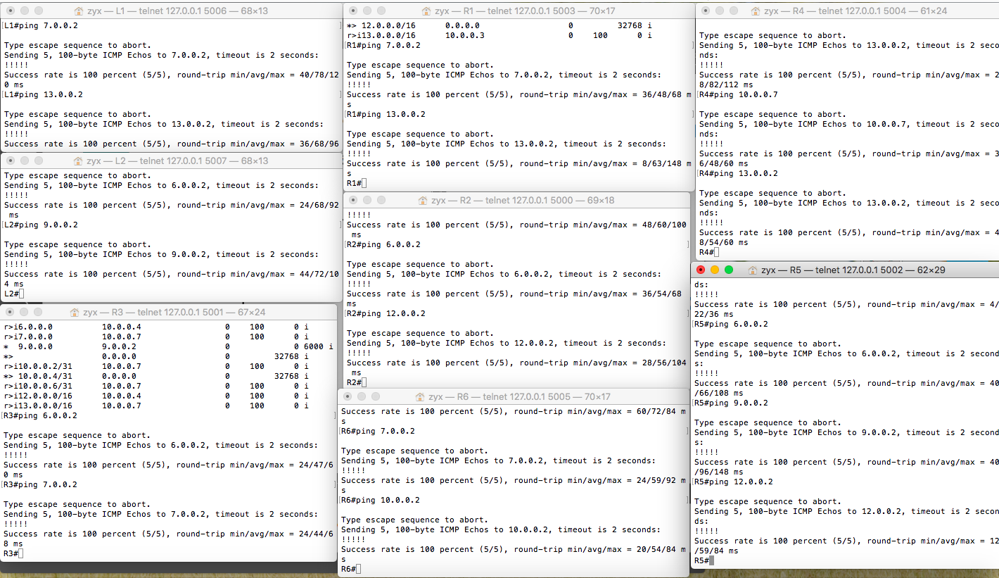 zyx — L1 — telnet 127.0.0.1 5006 — 68×13
[L1#ping 7.0.0.2 ]
Type escape sequence to abort.
Sending 5, 100-byte ICMP Echos to 7.0.0.2, timeout is 2 seconds:
!!!!!
Success rate is 100 percent (5/5), round-trip min/avg/max = 40/78/12
0 ms
[L1#ping 13.0.0.2 ]
Type escape sequence to abort.
Sending 5, 100-byte ICMP Echos to 13.0.0.2, timeout is 2 seconds:
!!!!!
Success rate is 100 percent (5/5), round-trip min/avg/max = 36/68/96
zyx — L2 — telnet 127.0.0.1 5007 — 68×13
Type escape sequence to abort.
Sending 5, 100-byte ICMP Echos to 6.0.0.2, timeout is 2 seconds:
!!!!!
Success rate is 100 percent (5/5), round-trip min/avg/max = 24/68/92
 ms
[L2#ping 9.0.0.2 ]
Type escape sequence to abort.
Sending 5, 100-byte ICMP Echos to 9.0.0.2, timeout is 2 seconds:
!!!!!
Success rate is 100 percent (5/5), round-trip min/avg/max = 44/72/10
4 ms
L2#
zyx — R3 — telnet 127.0.0.1 5001 — 67×24
r>i6.0.0.0 10.0.0.4 0 100 0 i
r>i7.0.0.0 10.0.0.7 0 100 0 i
* 9.0.0.0 9.0.0.2 0 0 6000 i
*> 0.0.0.0 0 32768 i
r>i10.0.0.2/31 10.0.0.7 0 100 0 i
*> 10.0.0.4/31 0.0.0.0 0 32768 i
r>i10.0.0.6/31 10.0.0.7 0 100 0 i
r>i12.0.0.0/16 10.0.0.4 0 100 0 i
r>i13.0.0.0/16 10.0.0.7 0 100 0 i
[R3#ping 6.0.0.2 ]
Type escape sequence to abort.
Sending 5, 100-byte ICMP Echos to 6.0.0.2, timeout is 2 seconds:
!!!!!
Success rate is 100 percent (5/5), round-trip min/avg/max = 24/47/6
0 ms
[R3#ping 7.0.0.2 ]
Type escape sequence to abort.
Sending 5, 100-byte ICMP Echos to 7.0.0.2, timeout is 2 seconds:
!!!!!
Success rate is 100 percent (5/5), round-trip min/avg/max = 24/44/6
8 ms
R3#
zyx — R1 — telnet 127.0.0.1 5003 — 70×17
*> 12.0.0.0/16 0.0.0.0 0 32768 i
r>i13.0.0.0/16 10.0.0.3 0 100 0 i
[R1#ping 7.0.0.2 ]
Type escape sequence to abort.
Sending 5, 100-byte ICMP Echos to 7.0.0.2, timeout is 2 seconds:
!!!!!
Success rate is 100 percent (5/5), round-trip min/avg/max = 36/48/68 m
s
[R1#ping 13.0.0.2 ]
Type escape sequence to abort.
Sending 5, 100-byte ICMP Echos to 13.0.0.2, timeout is 2 seconds:
!!!!!
Success rate is 100 percent (5/5), round-trip min/avg/max = 8/63/148 m
s
R1#
zyx — R2 — telnet 127.0.0.1 5000 — 69×18
!!!!!
Success rate is 100 percent (5/5), round-trip min/avg/max = 48/60/100
 ms
[R2#ping 6.0.0.2 ]
Type escape sequence to abort.
Sending 5, 100-byte ICMP Echos to 6.0.0.2, timeout is 2 seconds:
!!!!!
Success rate is 100 percent (5/5), round-trip min/avg/max = 36/54/68
ms
[R2#ping 12.0.0.2 ]
Type escape sequence to abort.
Sending 5, 100-byte ICMP Echos to 12.0.0.2, timeout is 2 seconds:
!!!!!
Success rate is 100 percent (5/5), round-trip min/avg/max = 28/56/104
 ms
R2#
zyx — R6 — telnet 127.0.0.1 5005 — 70×17
Success rate is 100 percent (5/5), round-trip min/avg/max = 60/72/84 m
s
[R6#ping 7.0.0.2 ]
Type escape sequence to abort.
Sending 5, 100-byte ICMP Echos to 7.0.0.2, timeout is 2 seconds:
!!!!!
Success rate is 100 percent (5/5), round-trip min/avg/max = 24/59/92 m
s
[R6#ping 10.0.0.2 ]
Type escape sequence to abort.
Sending 5, 100-byte ICMP Echos to 10.0.0.2, timeout is 2 seconds:
!!!!!
Success rate is 100 percent (5/5), round-trip min/avg/max = 20/54/84 m
s
R6#
zyx — R4 — telnet 127.0.0.1 5004 — 61×24
Type escape sequence to abort.
Sending 5, 100-byte ICMP Echos to 13.0.0.2, timeout is 2 seco
nds:
!!!!!
Success rate is 100 percent (5/5), round-trip min/avg/max = 2
8/82/112 ms
[R4#ping 10.0.0.7
Type escape sequence to abort.
Sending 5, 100-byte ICMP Echos to 10.0.0.7, timeout is 2 seco
nds:
!!!!!
Success rate is 100 percent (5/5), round-trip min/avg/max = 3
6/48/60 ms
[R4#ping 13.0.0.2
Type escape sequence to abort.
Sending 5, 100-byte ICMP Echos to 13.0.0.2, timeout is 2 seco
nds:
!!!!!
Success rate is 100 percent (5/5), round-trip min/avg/max = 4
8/54/60 ms
R4#
zyx — R5 — telnet 127.0.0.1 5002 — 62×29
ds:
!!!!!
Success rate is 100 percent (5/5), round-trip min/avg/max = 4/
22/36 ms
[R5#ping 6.0.0.2
Type escape sequence to abort.
Sending 5, 100-byte ICMP Echos to 6.0.0.2, timeout is 2 second
s:
!!!!!
Success rate is 100 percent (5/5), round-trip min/avg/max = 40
/66/108 ms
[R5#ping 9.0.0.2
Type escape sequence to abort.
Sending 5, 100-byte ICMP Echos to 9.0.0.2, timeout is 2 second
s:
!!!!!
Success rate is 100 percent (5/5), round-trip min/avg/max = 40
/96/148 ms
[R5#ping 12.0.0.2
Type escape sequence to abort.
Sending 5, 100-byte ICMP Echos to 12.0.0.2, timeout is 2 secon
ds:
!!!!!
Success rate is 100 percent (5/5), round-trip min/avg/max = 12
/59/84 ms
R5#